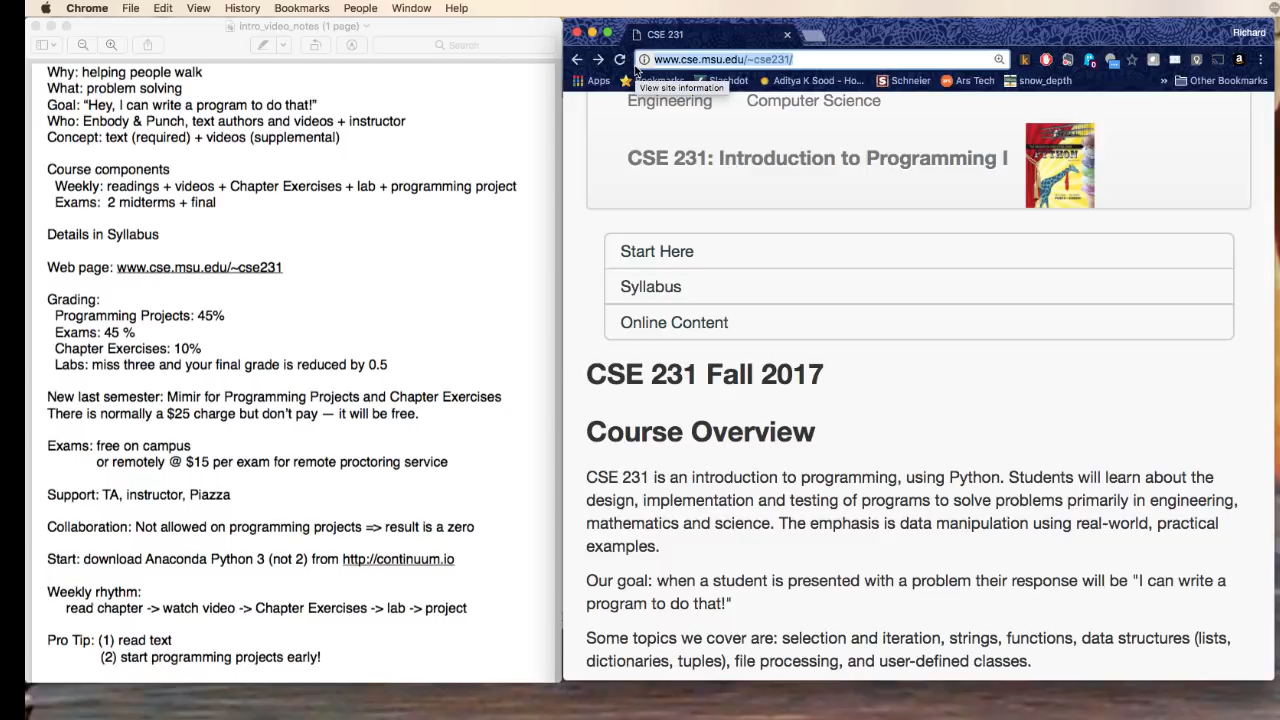 Chrome File Edit View History Bookmarks People Window Help
intro_video_notes (1 page)
Search
Why: helping people walk
What: problem solving
Goal: “Hey, I can write a program to do that!”
Who: Enbody & Punch, text authors and videos + instructor
Concept: text (required) + videos (supplemental)
Course components
Weekly: readings + videos + Chapter Exercises + lab + programming project
Exams: 2 midterms + final
Details in Syllabus
Web page: www.cse.msu.edu/~cse231
Grading:
Programming Projects: 45%
Exams: 45 %
Chapter Exercises: 10%
Labs: miss three and your final grade is reduced by 0.5
New last semester: Mimir for Programming Projects and Chapter Exercises
There is normally a $25 charge but don’t pay — it will be free.
Exams: free on campus
or remotely @ $15 per exam for remote proctoring service
Support: TA, instructor, Piazza
Collaboration: Not allowed on programming projects => result is a zero
Start: download Anaconda Python 3 (not 2) from http://continuum.io
Weekly rhythm:
read chapter -> watch video -> Chapter Exercises -> lab -> project
Pro Tip: (1) read text
(2) start programming projects early!
CSE 231
Richard
www.cse.msu.edu/~cse231/
Apps Bookmarks Slashdot Aditya K Sood - Ho... Schneier Ars Tech snow_depth » Other Bookmarks
View site information
Engineering Computer Science
CSE 231: Introduction to Programming I
PYTHON
Start Here
Syllabus
Online Content
CSE 231 Fall 2017
Course Overview
CSE 231 is an introduction to programming, using Python. Students will learn about the
design, implementation and testing of programs to solve problems primarily in engineering,
mathematics and science. The emphasis is data manipulation using real-world, practical
examples.
Our goal: when a student is presented with a problem their response will be "I can write a
program to do that!"
Some topics we cover are: selection and iteration, strings, functions, data structures (lists,
dictionaries, tuples), file processing, and user-defined classes.